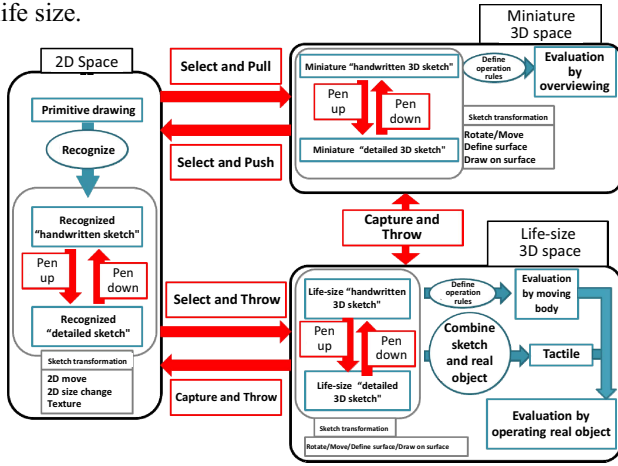 life size.
2D Space
Primitive drawing
Recognize
Recognized
“handwritten sketch"
Pen
up
Pen
down
Recognized
“detailed sketch"
Sketch transformation
2D move
2D size change
Texture
Select and Pull
Select and Push
Select and Throw
Capture and Throw
Miniature
3D space
Miniature “handwritten 3D sketch"
Pen
up
Pen
down
Miniature “detailed 3D sketch"
Define
operation
rules
Evaluation
by
overviewing
Sketch transformation
Rotate/Move
Define surface
Draw on surface
Capture and
Throw
Life-size
3D space
Life-size “handwritten
3D sketch"
Pen
up
Pen
down
Life-size “detailed
3D sketch"
Sketch transformation
Rotate/Move/Define surface/Draw on surface
Define operation
rules
Evaluation
by moving
body
Combine
sketch
and real
object
Tactile
Evaluation by
operating real object